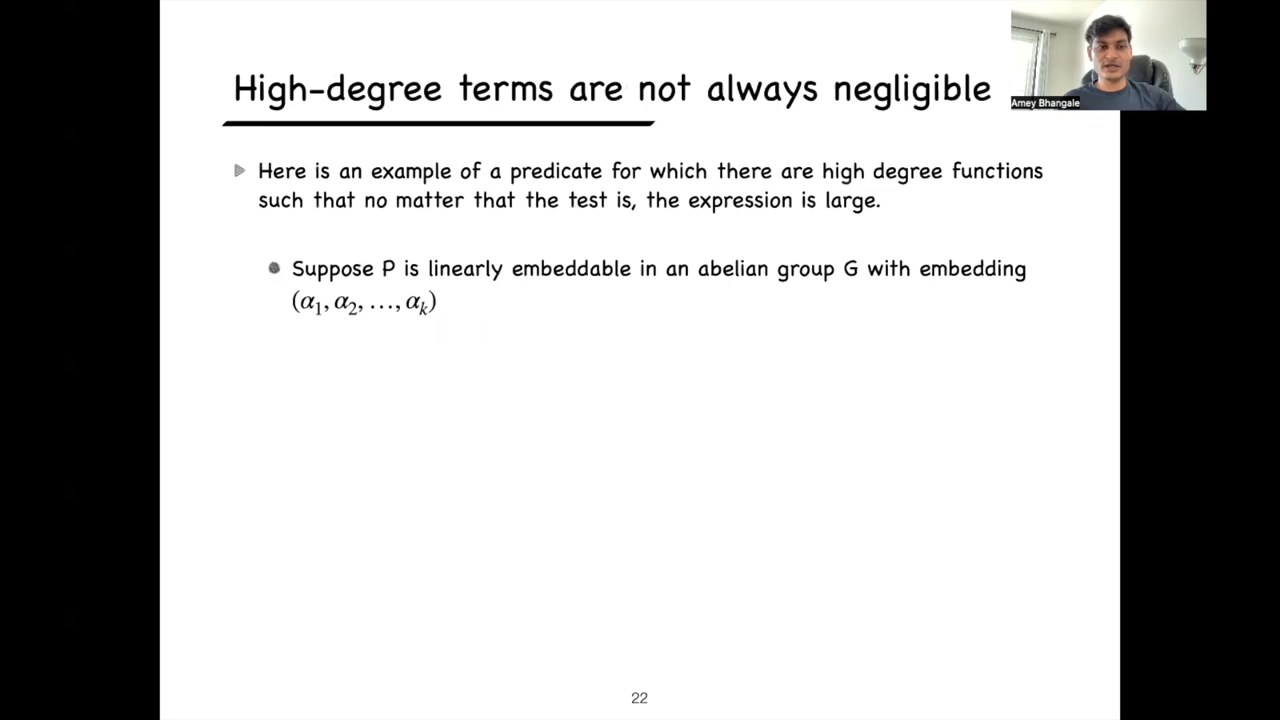 High-degree terms are not always negligible
Amey Bhangale
Here is an example of a predicate for which there are high degree functions
such that no matter that the test is, the expression is large.
Suppose P is linearly embeddable in an abelian group G with embedding
(α₁, α₂, …, αₖ)
22